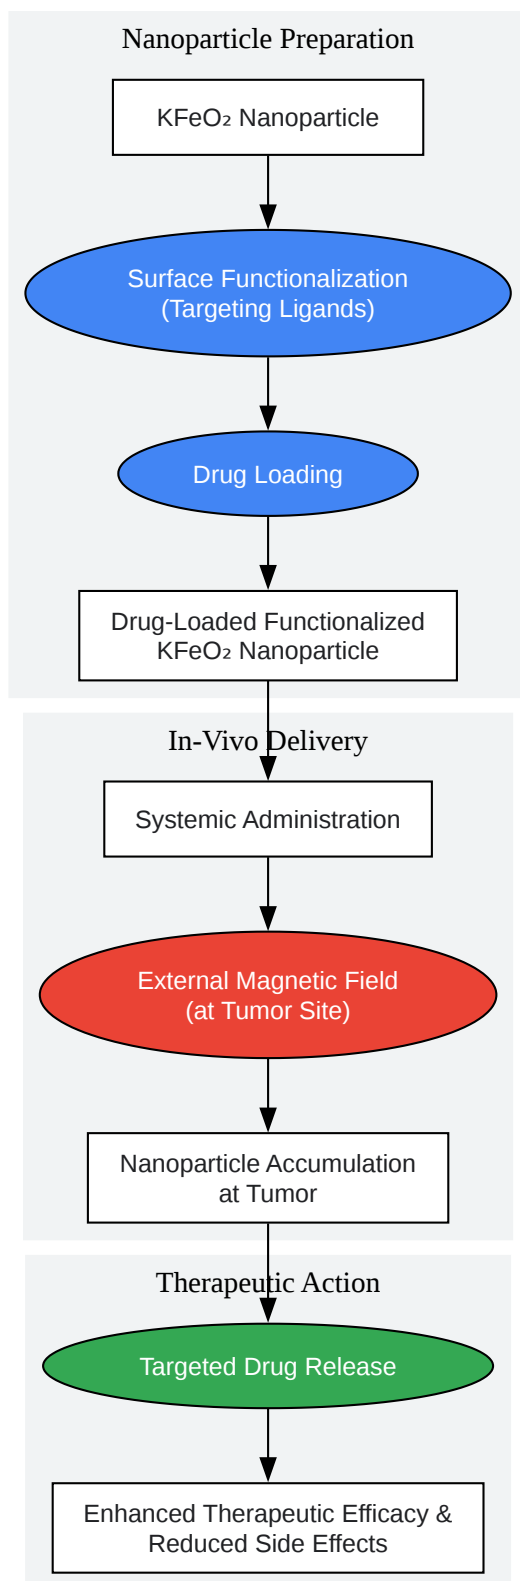 Nanoparticle Preparation
KFeO₂ Nanoparticle
Surface Functionalization
(Targeting Ligands)
Drug Loading
Drug-Loaded Functionalized
KFeO₂ Nanoparticle
In-Vivo Delivery
Systemic Administration
External Magnetic Field
(at Tumor Site)
Nanoparticle Accumulation
at Tumor
Therapeutic Action
Targeted Drug Release
Enhanced Therapeutic Efficacy &
Reduced Side Effects